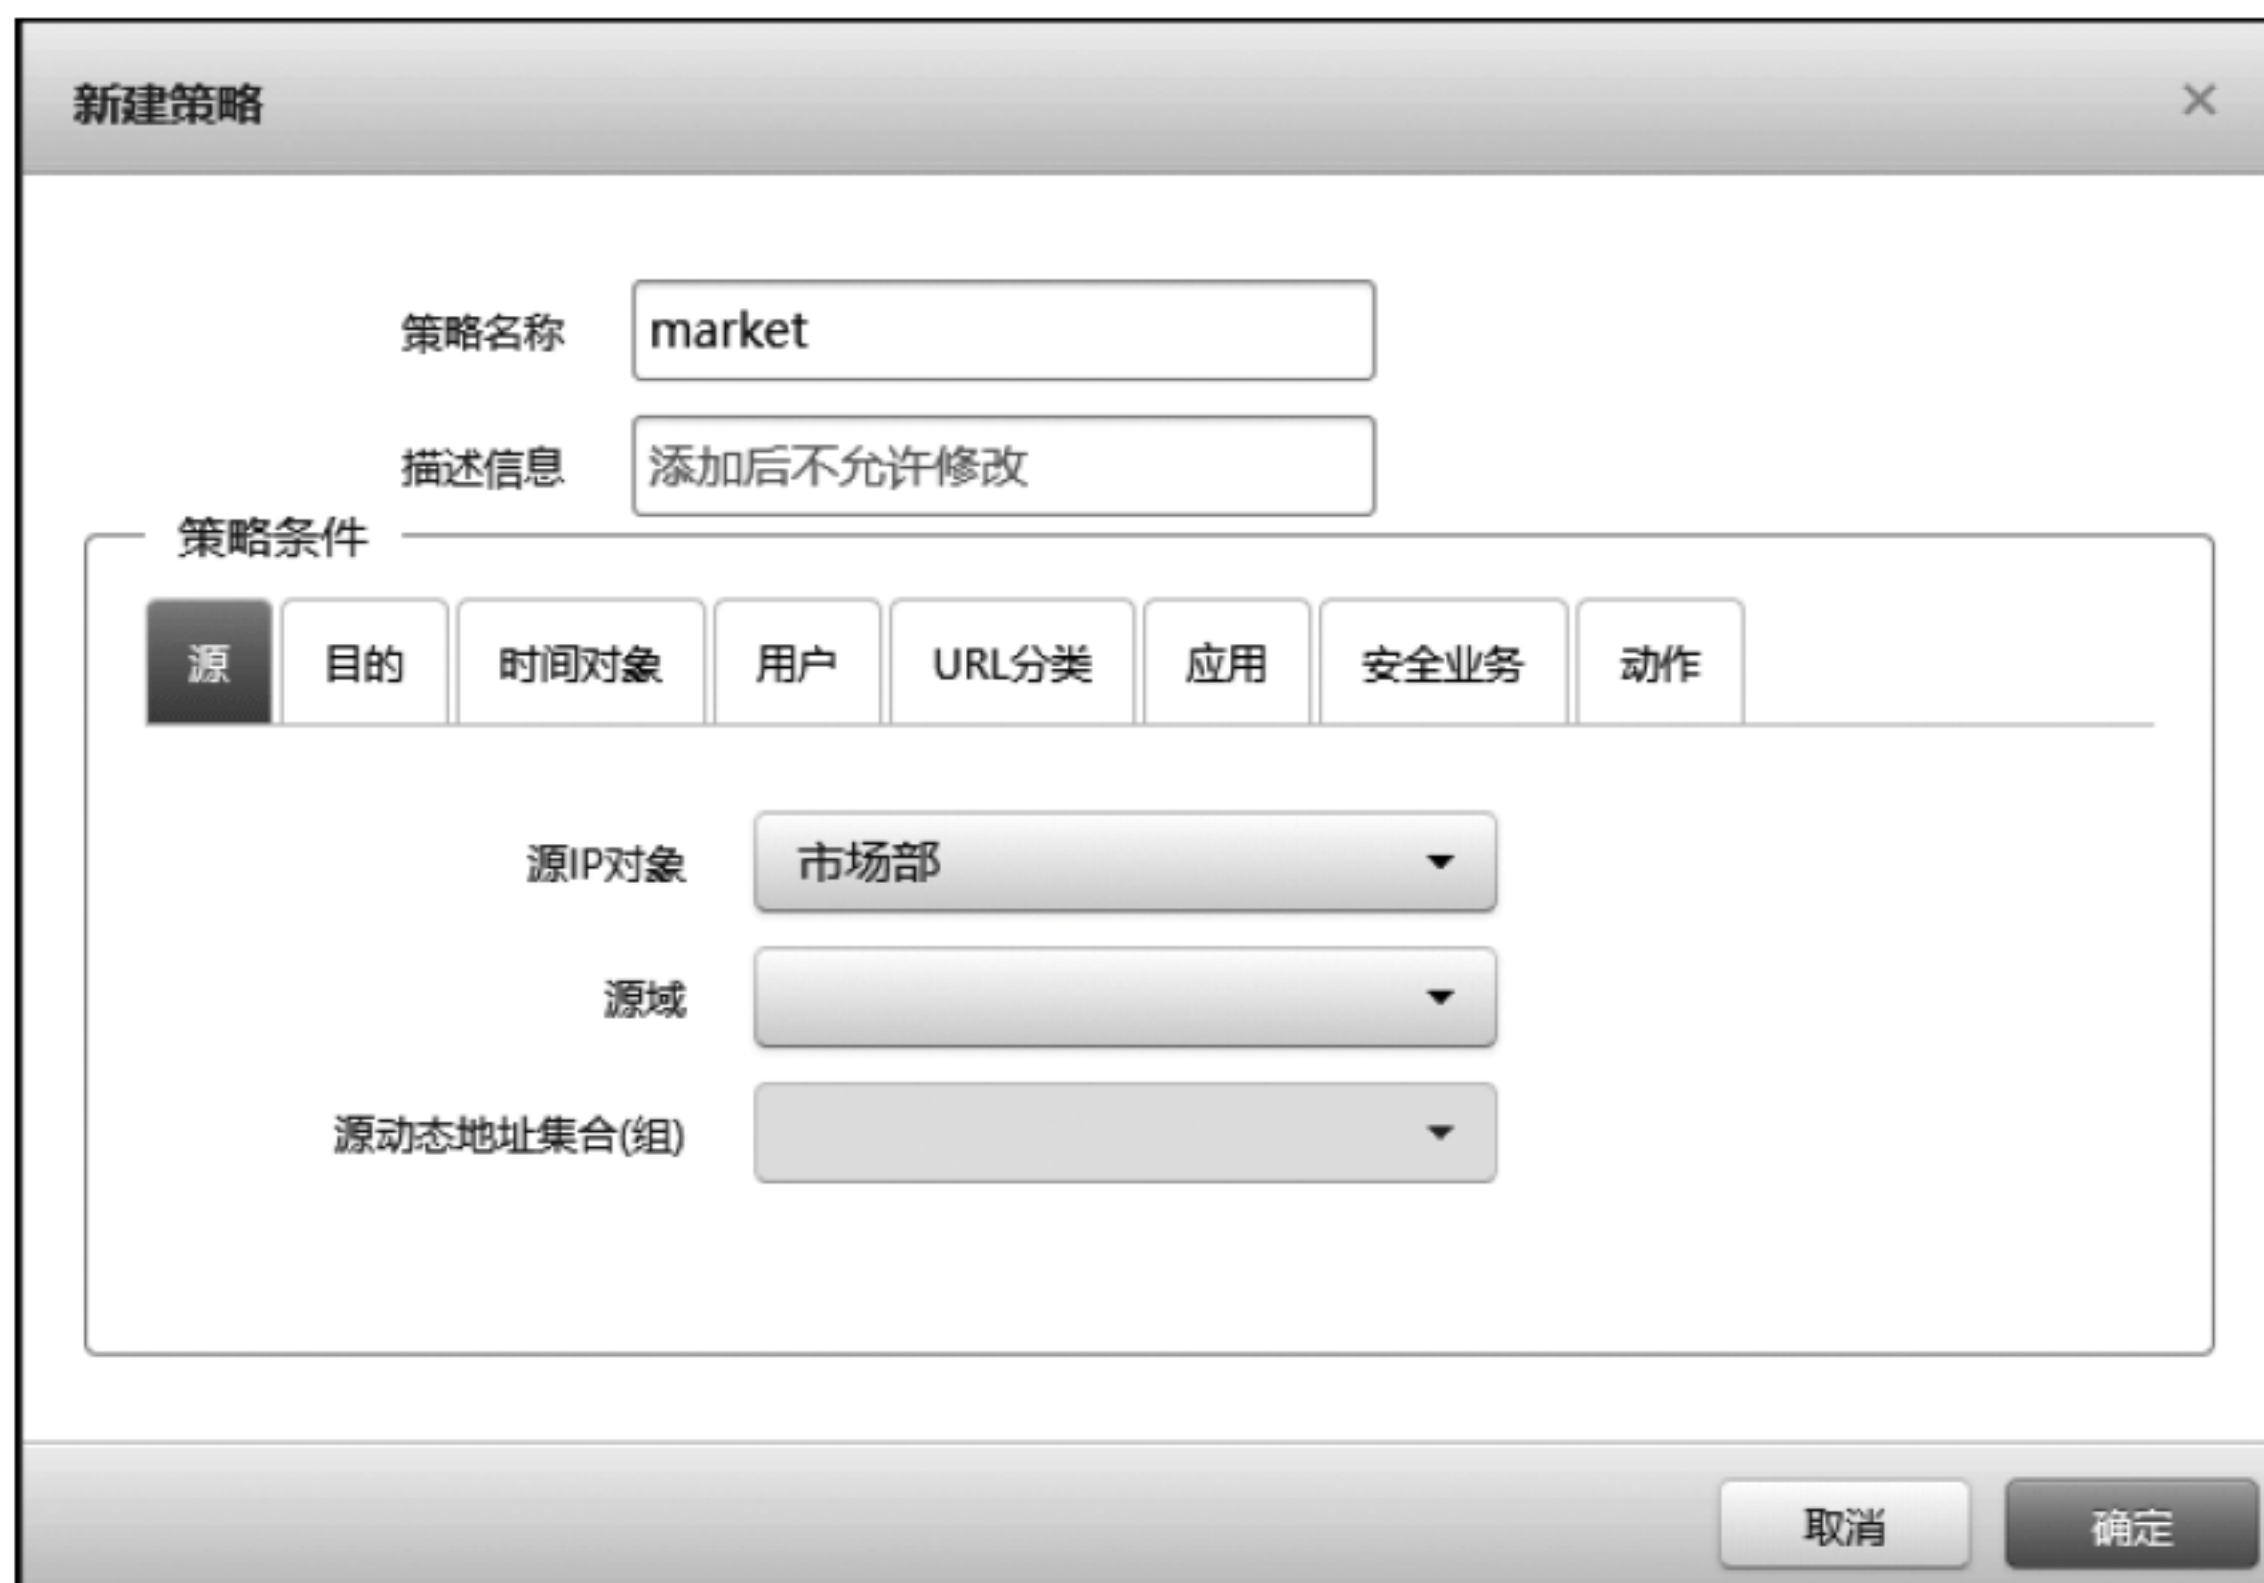 新建策略 ×
策略名称 market
描述信息 添加后不允许修改
策略条件
源 目的 时间对象 用户 URL分类 应用 安全业务 动作
源IP对象 市场部
源域
源动态地址集合(组)
取消 确定